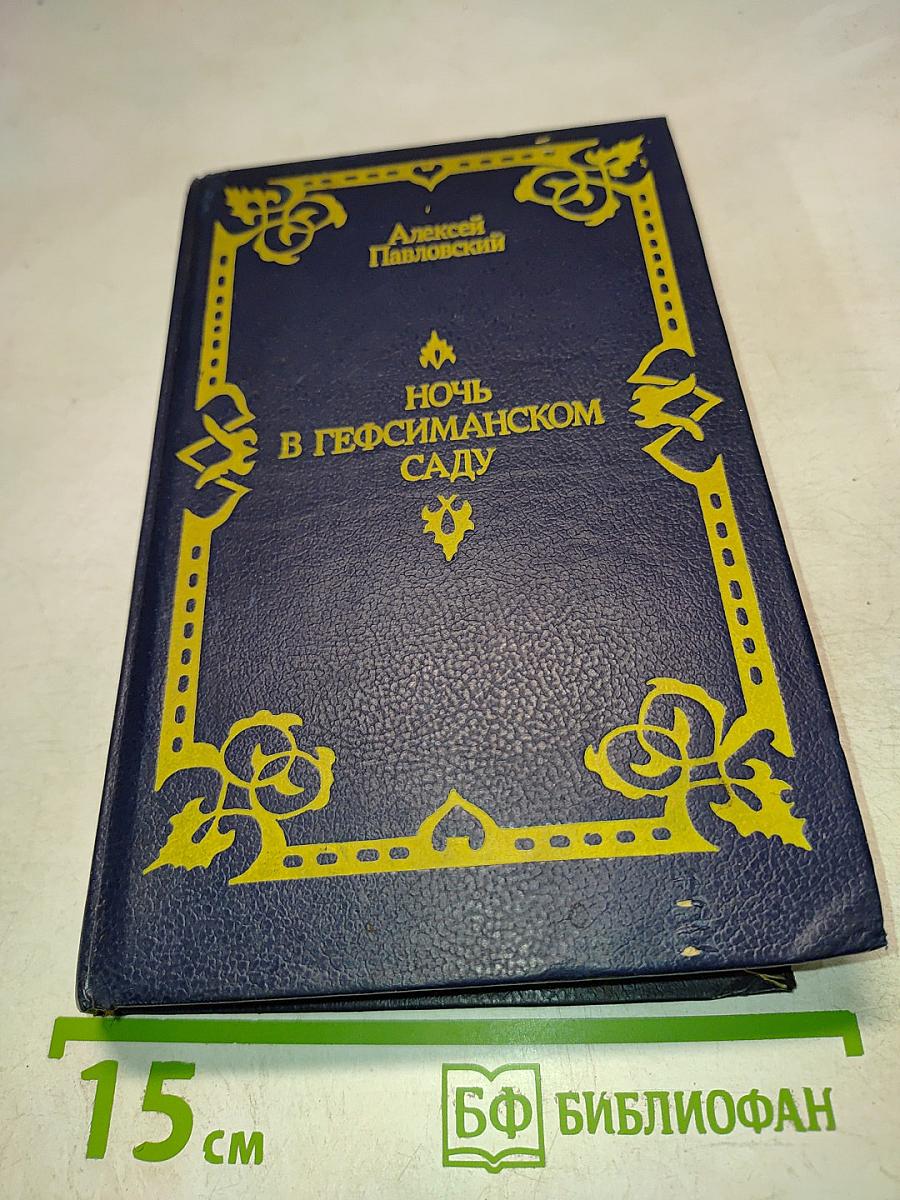 Алексей
Павловский
НОЧЬ
В ГЕФСИМАНСКОМ
САДУ
15 см
БФ БИБЛИОФАН